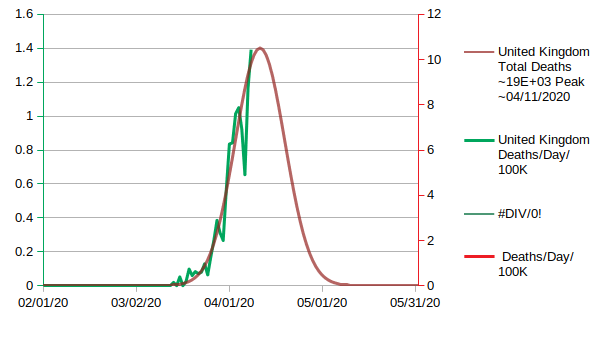 1.6
1.4
1.2
1
0.8
0.6
0.4
0.2
0
12
10
8
6
4
2
0
02/01/20
03/02/20
04/01/20
05/01/20
05/31/20
United Kingdom
Total Deaths
~19E+03 Peak
~04/11/2020
United Kingdom
Deaths/Day/
100K
#DIV/0!
Deaths/Day/
100K